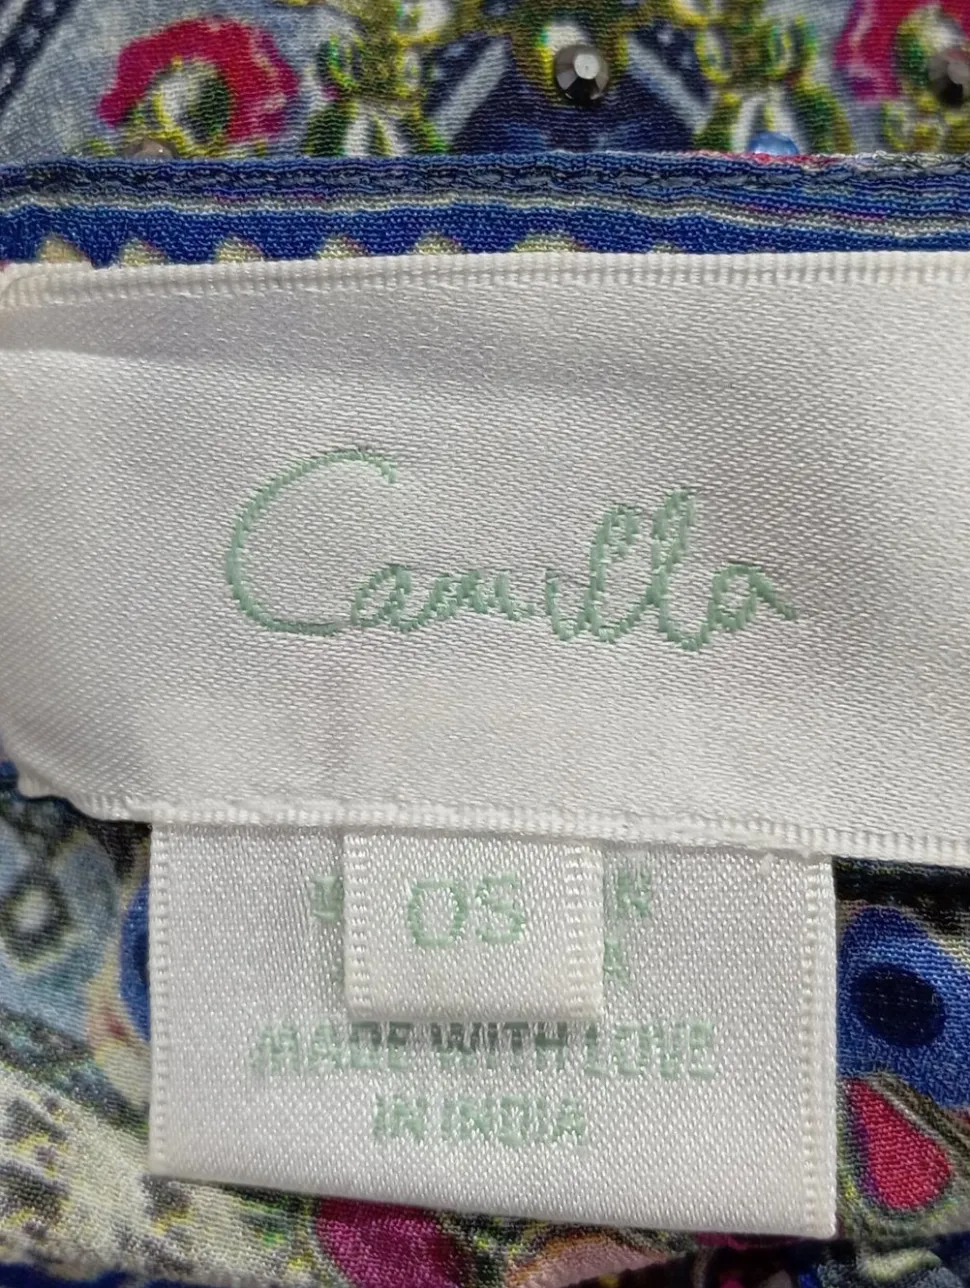 Camilla
OS
MADE WITH LOVE
IN INDIA